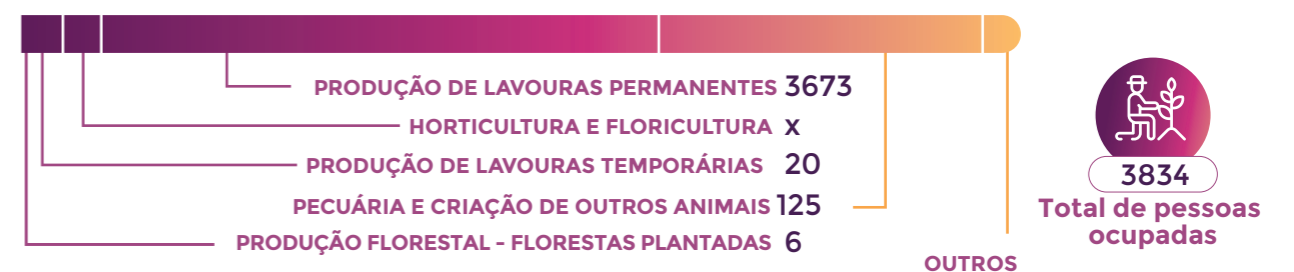 PRODUÇÃO DE LAVOURAS PERMANENTES 3673
HORTICULTURA E FLORICULTURA x
PRODUÇÃO DE LAVOURAS TEMPORÁRIAS 20
PECUÁRIA E CRIAÇÃO DE OUTROS ANIMAIS 125
PRODUÇÃO FLORESTAL - FLORESTAS PLANTADAS 6
OUTROS
3834
Total de pessoas
ocupadas